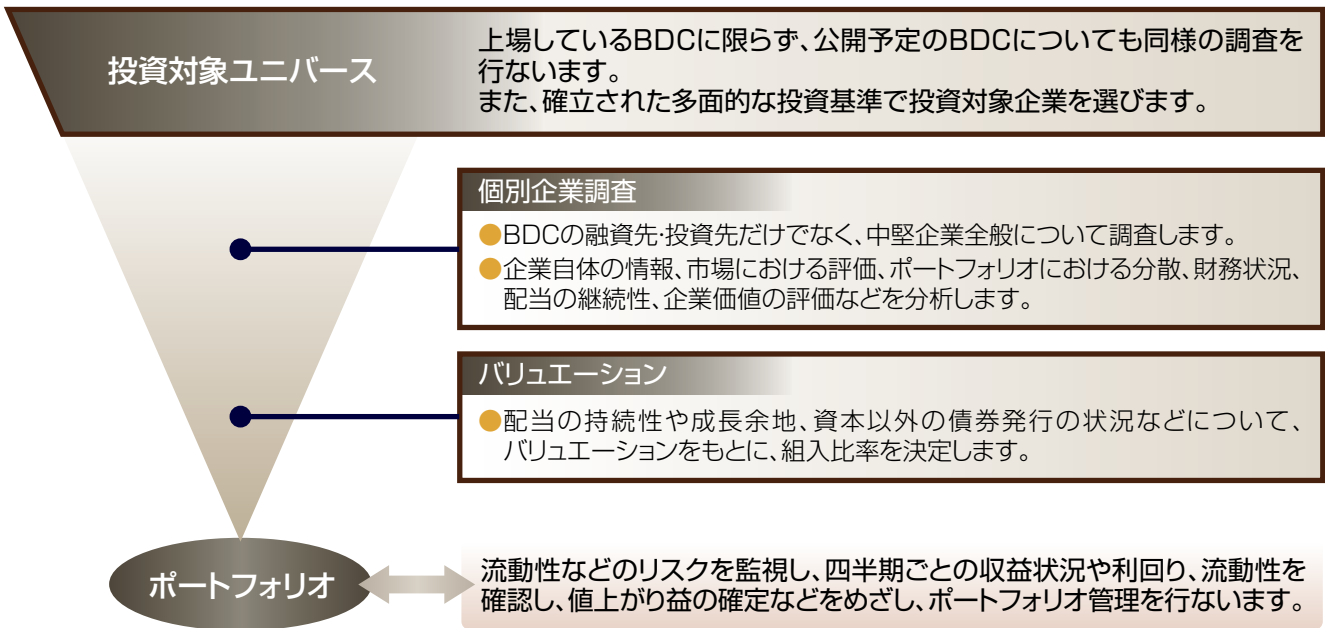 投資対象ユニバース
上場しているBDCに限らず、公開予定のBDCについても同様の調査を
行ないます。
また、確立された多面的な投資基準で投資対象企業を選びます。
個別企業調査
●BDCの融資先・投資先だけでなく、中堅企業全般について調査します。
●企業自体の情報、市場における評価、ポートフォリオにおける分散、財務状況、
配当の継続性、企業価値の評価などを分析します。
バリュエーション
●配当の持続性や成長余地、資本以外の債券発行の状況などについて、
バリュエーションをもとに、組入比率を決定します。
ポートフォリオ
流動性などのリスクを監視し、四半期ごとの収益状況や利回り、流動性を
確認し、値上がり益の確定などをめざし、ポートフォリオ管理を行ないます。